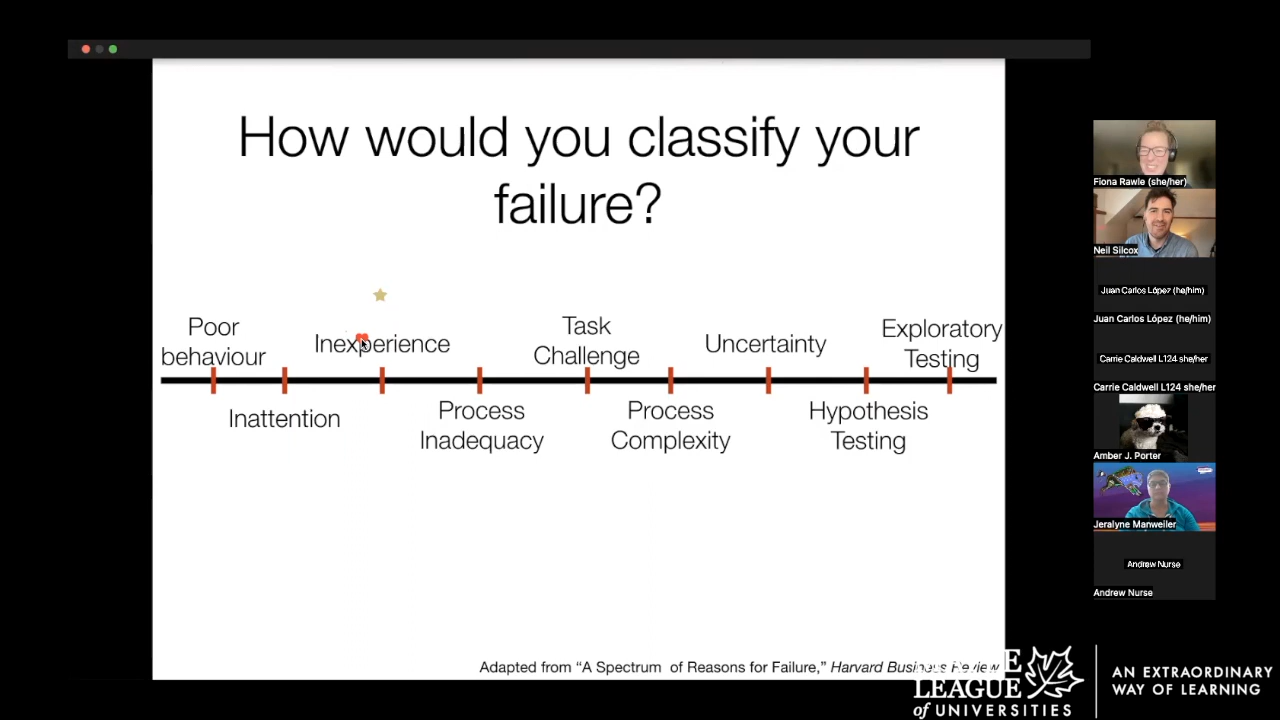 How would you classify your
failure?
Poor
behaviour
Inexperience
Task
Challenge
Uncertainty
Exploratory
Testing
Inattention
Process
Inadequacy
Process
Complexity
Hypothesis
Testing
Adapted from “A Spectrum of Reasons for Failure,” Harvard Business Review
Fiona Rawle (she/her)
Neil Silcox
Juan Carlos López (he/him)
Juan Carlos López (he/him)
Carrie Caldwell L124 she/her
Carrie Caldwell L124 she/her
Amber J. Porter
Jeralyne Manweiler
Andrew Nurse
Andrew Nurse
LEAGUE
of UNIVERSITIES
AN EXTRAORDINARY
WAY OF LEARNING